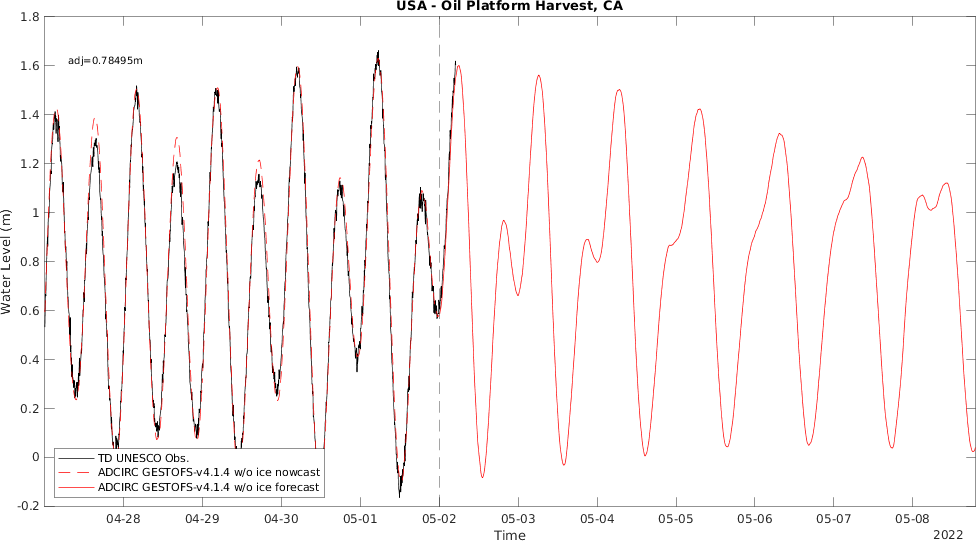 USA - Oil Platform Harvest, CA
1.8
1.6
1.4
1.2
1
0.8
0.6
0.4
0.2
0
-0.2
Water Level (m)
adj=0.78495m
TD UNESCO Obs.
ADCIRC GESTOFS-v4.1.4 w/o ice nowcast
ADCIRC GESTOFS-v4.1.4 w/o ice forecast
04-28 04-29 04-30 05-01 05-02 05-03 05-04 05-05 05-06 05-07 05-08
Time
2022